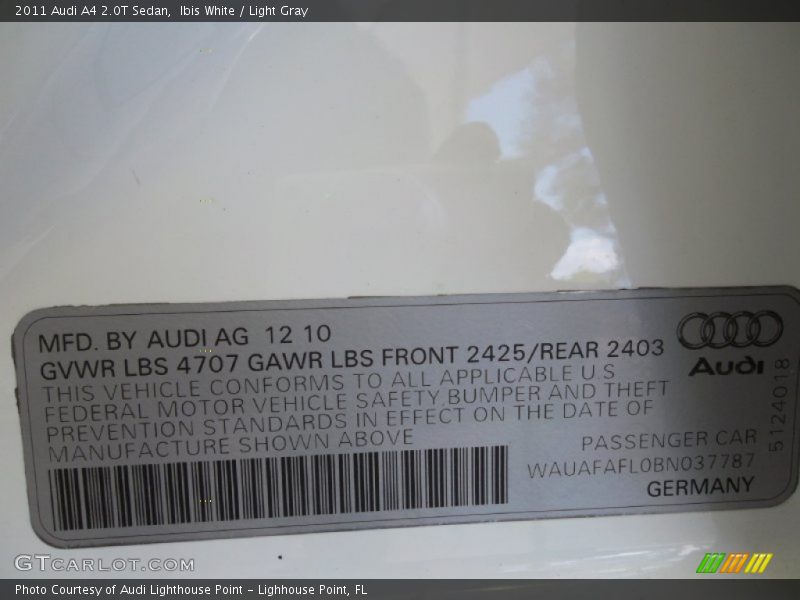 2011 Audi A4 2.0T Sedan,  Ibis White / Light Gray
MFD. BY AUDI AG 12 10
GVWR LBS 4707 GAWR LBS FRONT 2425/REAR 2403
THIS VEHICLE CONFORMS TO ALL APPLICABLE U.S
FEDERAL MOTOR VEHICLE SAFETY,BUMPER AND THEFT
PREVENTION STANDARDS IN EFFECT ON THE DATE OF
MANUFACTURE SHOWN ABOVE
Audi
PASSENGER CAR
WAUAFAFL0BN037787
GERMANY
5124018
GTCARLOT.COM
Photo Courtesy of Audi Lighthouse Point – Lighhouse Point, FL